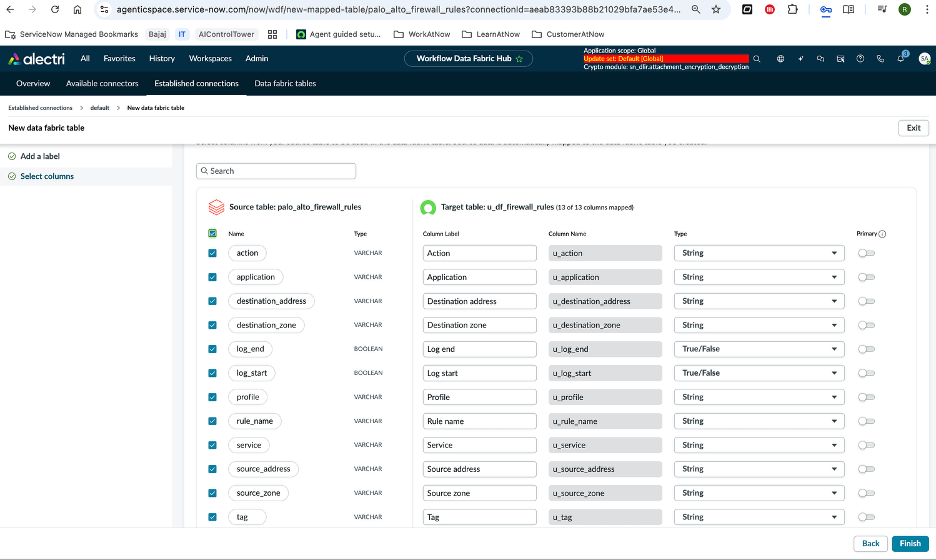 agenticspace.service-now.com/now/wdf/new-mapped-table/palo_alto_firewall_rules?connectionId=aeab83393b88b21029bfa7ae53e4...
R
ServiceNow Managed Bookmarks Bajaj IT AIControlTower Agent guided setu... WorkAtNow LearnAtNow CustomerAtNow
alectri All Favorites History Workspaces Admin Workflow Data Fabric Hub
Application scope: Global
Update set: Default [Global]
Crypto module: sn_dlir.attachment_encryption_decryption
3
Overview Available connectors Established connections Data fabric tables
Established connections > default > New data fabric table
New data fabric table Exit
Add a label
Select columns
Search
Source table: palo_alto_firewall_rules Target table: u_df_firewall_rules (13 of 13 columns mapped)
Name Type Column Label Column Name Type Primary
action VARCHAR Action u_action String
application VARCHAR Application u_application String
destination_address VARCHAR Destination address u_destination_address String
destination_zone VARCHAR Destination zone u_destination_zone String
log_end BOOLEAN Log end u_log_end True/False
log_start BOOLEAN Log start u_log_start True/False
profile VARCHAR Profile u_profile String
rule_name VARCHAR Rule name u_rule_name String
service VARCHAR Service u_service String
source_address VARCHAR Source address u_source_address String
source_zone VARCHAR Source zone u_source_zone String
tag VARCHAR Tag u_tag String
Back Finish